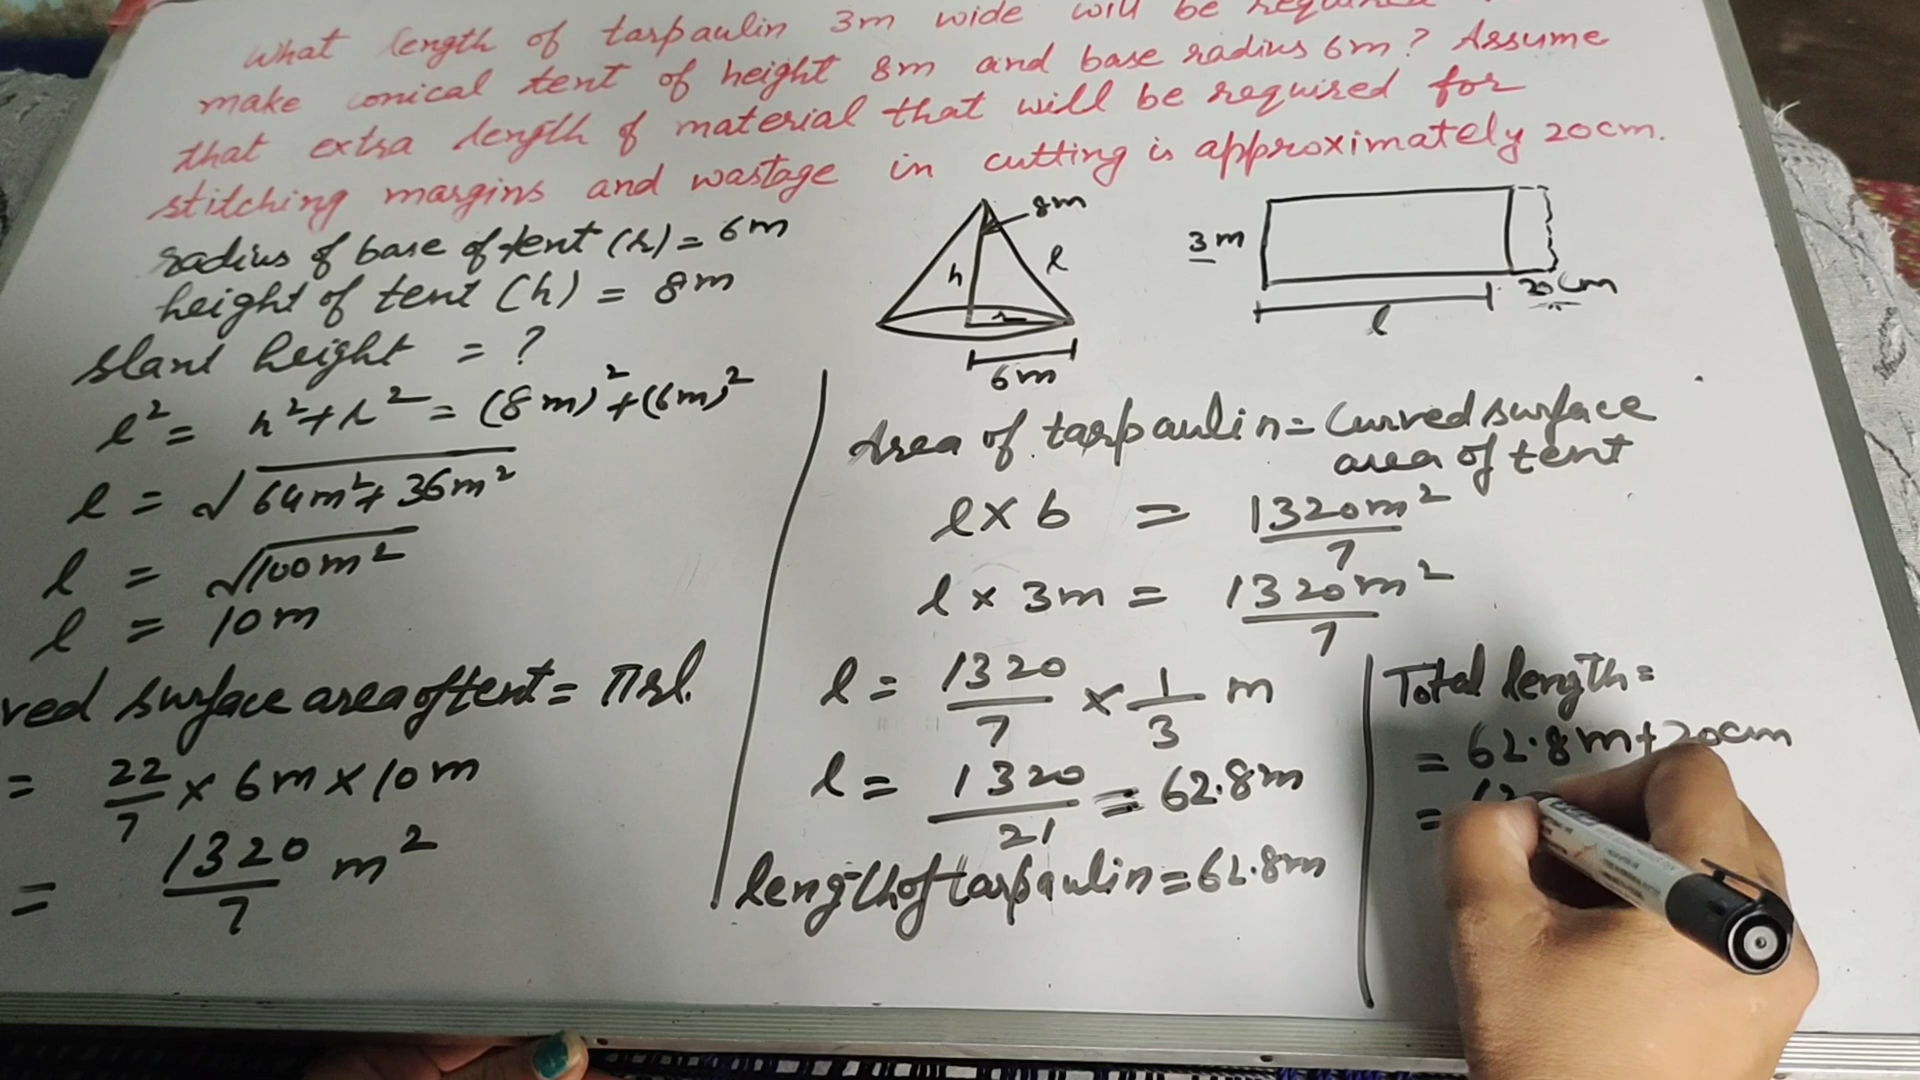 What length of tarpaulin 3m wide will be required
make conical tent of height 8m and base radius 6m? Assume
that extra length of material that will be required for
stitching margins and wastage in cutting is approximately 20cm.
radius of base of tent (r) = 6m
height of tent (h) = 8m
slant height = ?
l² = h² + r² = (8m)² + (6m)²
l = √64m² + 36m²
l = √100m²
l = 10m
rved surface area of tent = πrl.
= 22/7 × 6m × 10m
= 1320/7 m²
8m
h
l
r
6m
3m
l
20cm
Area of tarpaulin = Curved surface
area of tent
l × b = 1320m²/7
l × 3m = 1320m²/7
l = 1320/7 × 1/3 m
l = 1320/21 = 62.8m
length of tarpaulin = 62.8m
Total length =
= 62.8m + 20cm
=